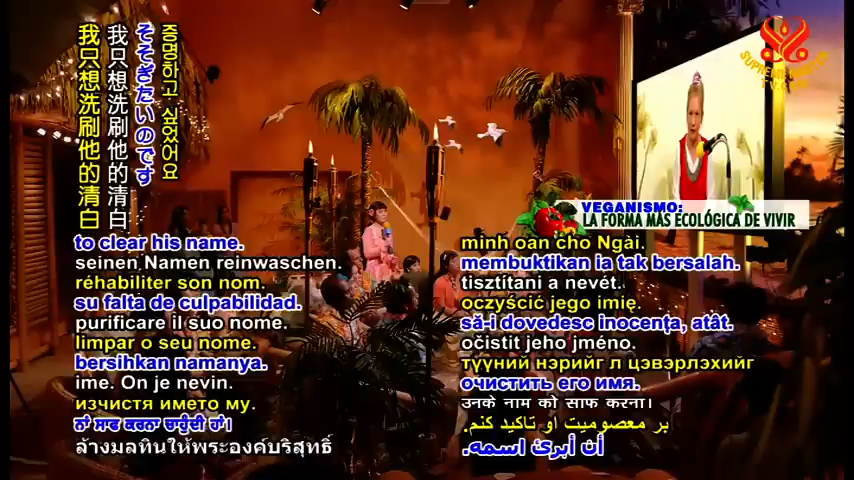 증명하고 싶었어요
そそぎたいのです
我只想洗刷他的清白
我只想洗刷他的清白
SUPREME MASTER
VEGANISMO:
LA FORMA MÁS ECOLÓGICA DE VIVIR
to clear his name.
seinen Namen reinwaschen.
réhabiliter son nom.
su falta de culpabilidad.
purificare il suo nome.
limpar o seu nome.
bersihkan namanya.
ime. On je nevin.
изчистя името му.
ਨਾਂ ਸਾਫ ਕਰਨਾ ਚਾਹੁੰਦੀ ਹਾਂ।
ล้างมลทินให้พระองค์บริสุทธิ์
minh oan cho Ngài.
membuktikan ia tak bersalah.
tisztítani a nevét.
oczyścić jego imię.
să-i dovedesc inocenţa, atât.
očistit jeho jméno.
түүний нэрийг л цэвэрлэхийг
очистить его имя.
उनके नाम को साफ करना।
بر معصومیت او تاکید کنم.
أن أبرئ اسمه.